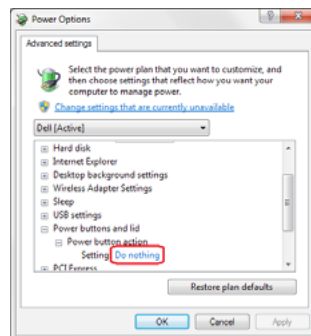 Power Options
Advanced settings
Select the power plan that you want to customize, and
then choose settings that reflect how you want your
computer to manage power.
Change settings that are currently unavailable
Dell [Active]
Hard disk
Internet Explorer
Desktop background settings
Wireless Adapter Settings
Sleep
USB settings
Power buttons and lid
Power button action
Setting: Do nothing
PCI Express
Restore plan defaults
OK Cancel Apply